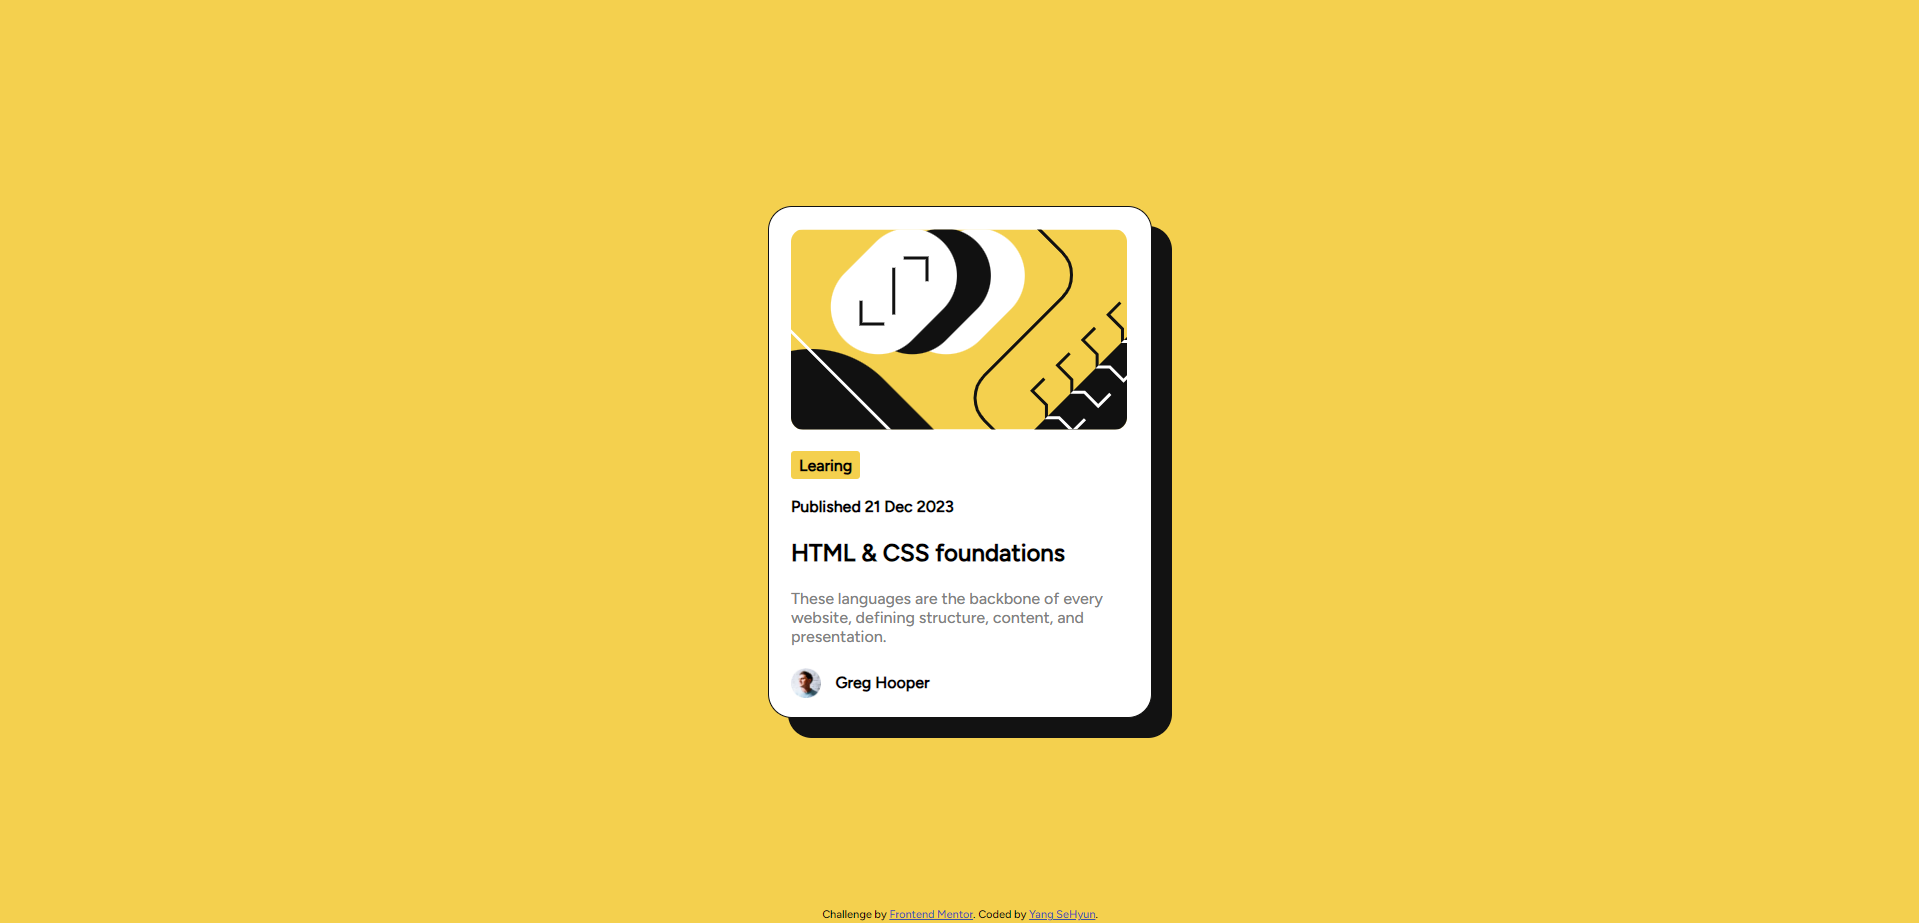 Learing
Published 21 Dec 2023
HTML & CSS foundations
These languages are the backbone of every
website, defining structure, content, and
presentation.
Greg Hooper
Challenge by Frontend Mentor. Coded by Yang SeHyun.